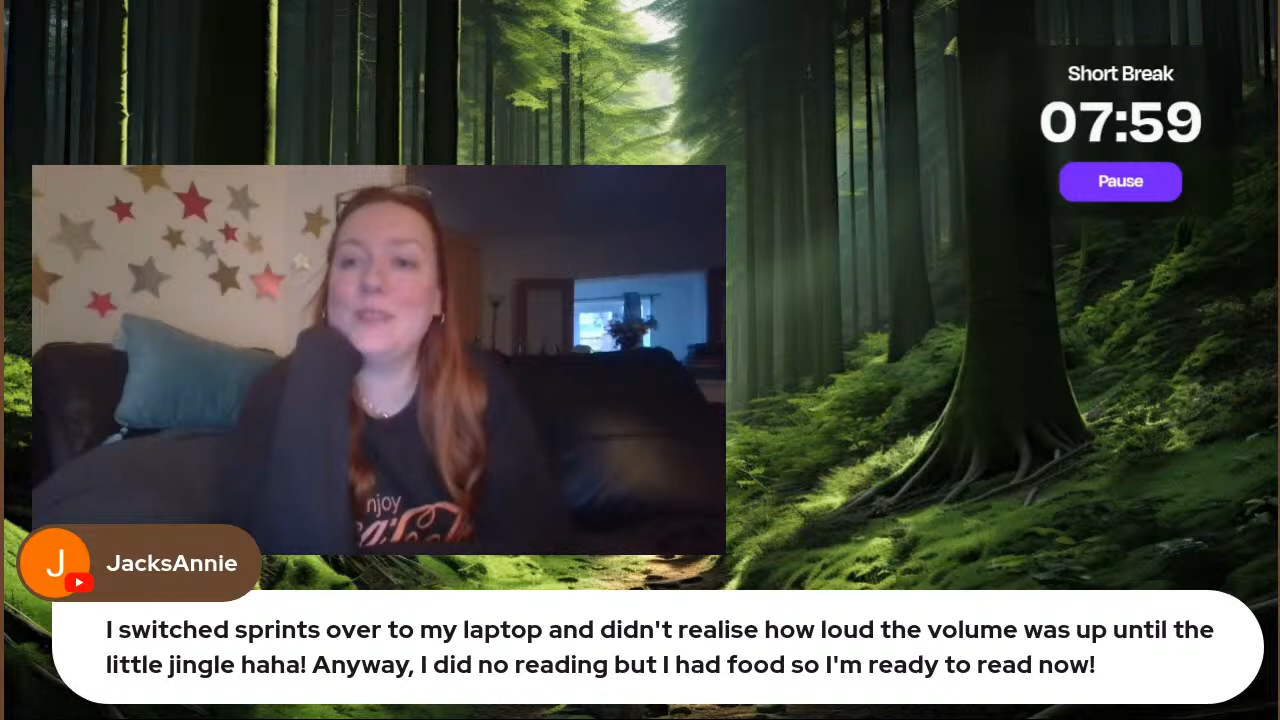 Short Break
07:59
Pause
njoy
J
JacksAnnie
I switched sprints over to my laptop and didn't realise how loud the volume was up until the
little jingle haha! Anyway, I did no reading but I had food so I'm ready to read now!